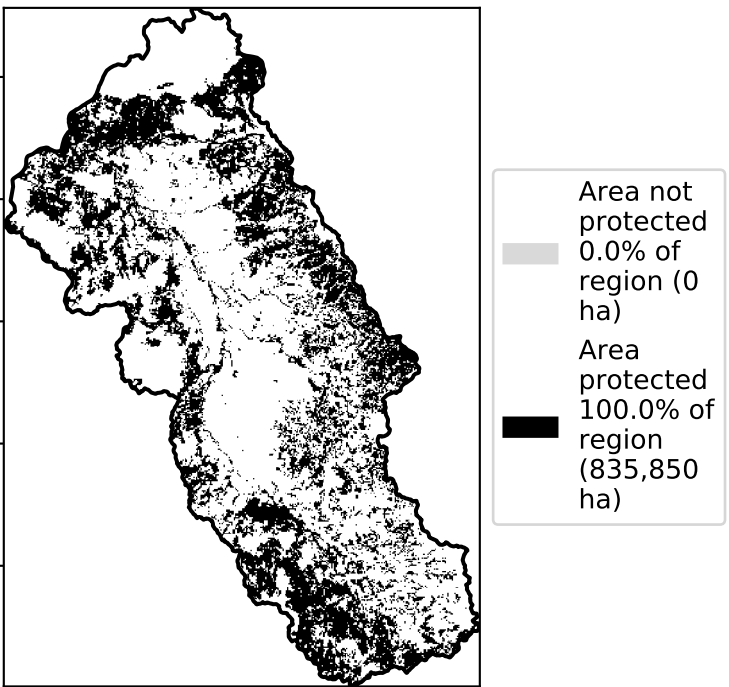 Area not
protected
0.0% of
region (0
ha)
Area
protected
100.0% of
region
(835,850
ha)